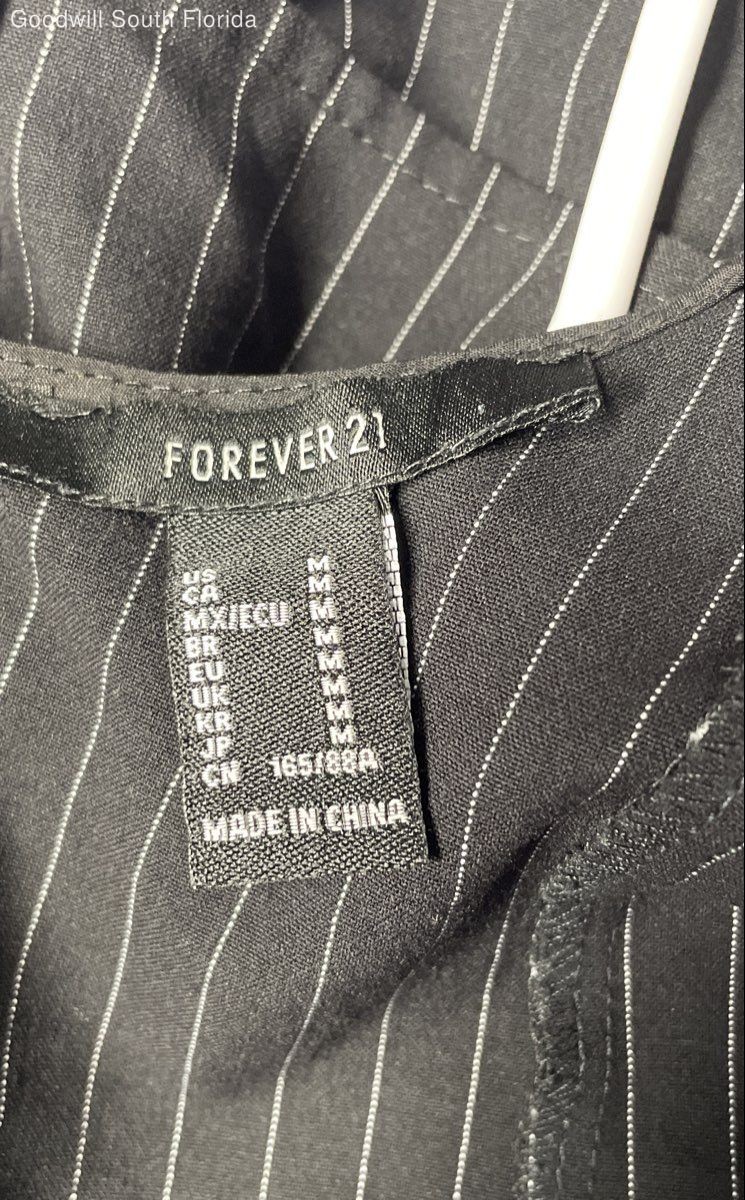 Goodwill South Florida
FOREVER 21
US M
CA M
MX/ECU M
BR M
EU M
UK M
KR M
JP M
CN 165/88A
MADE IN CHINA